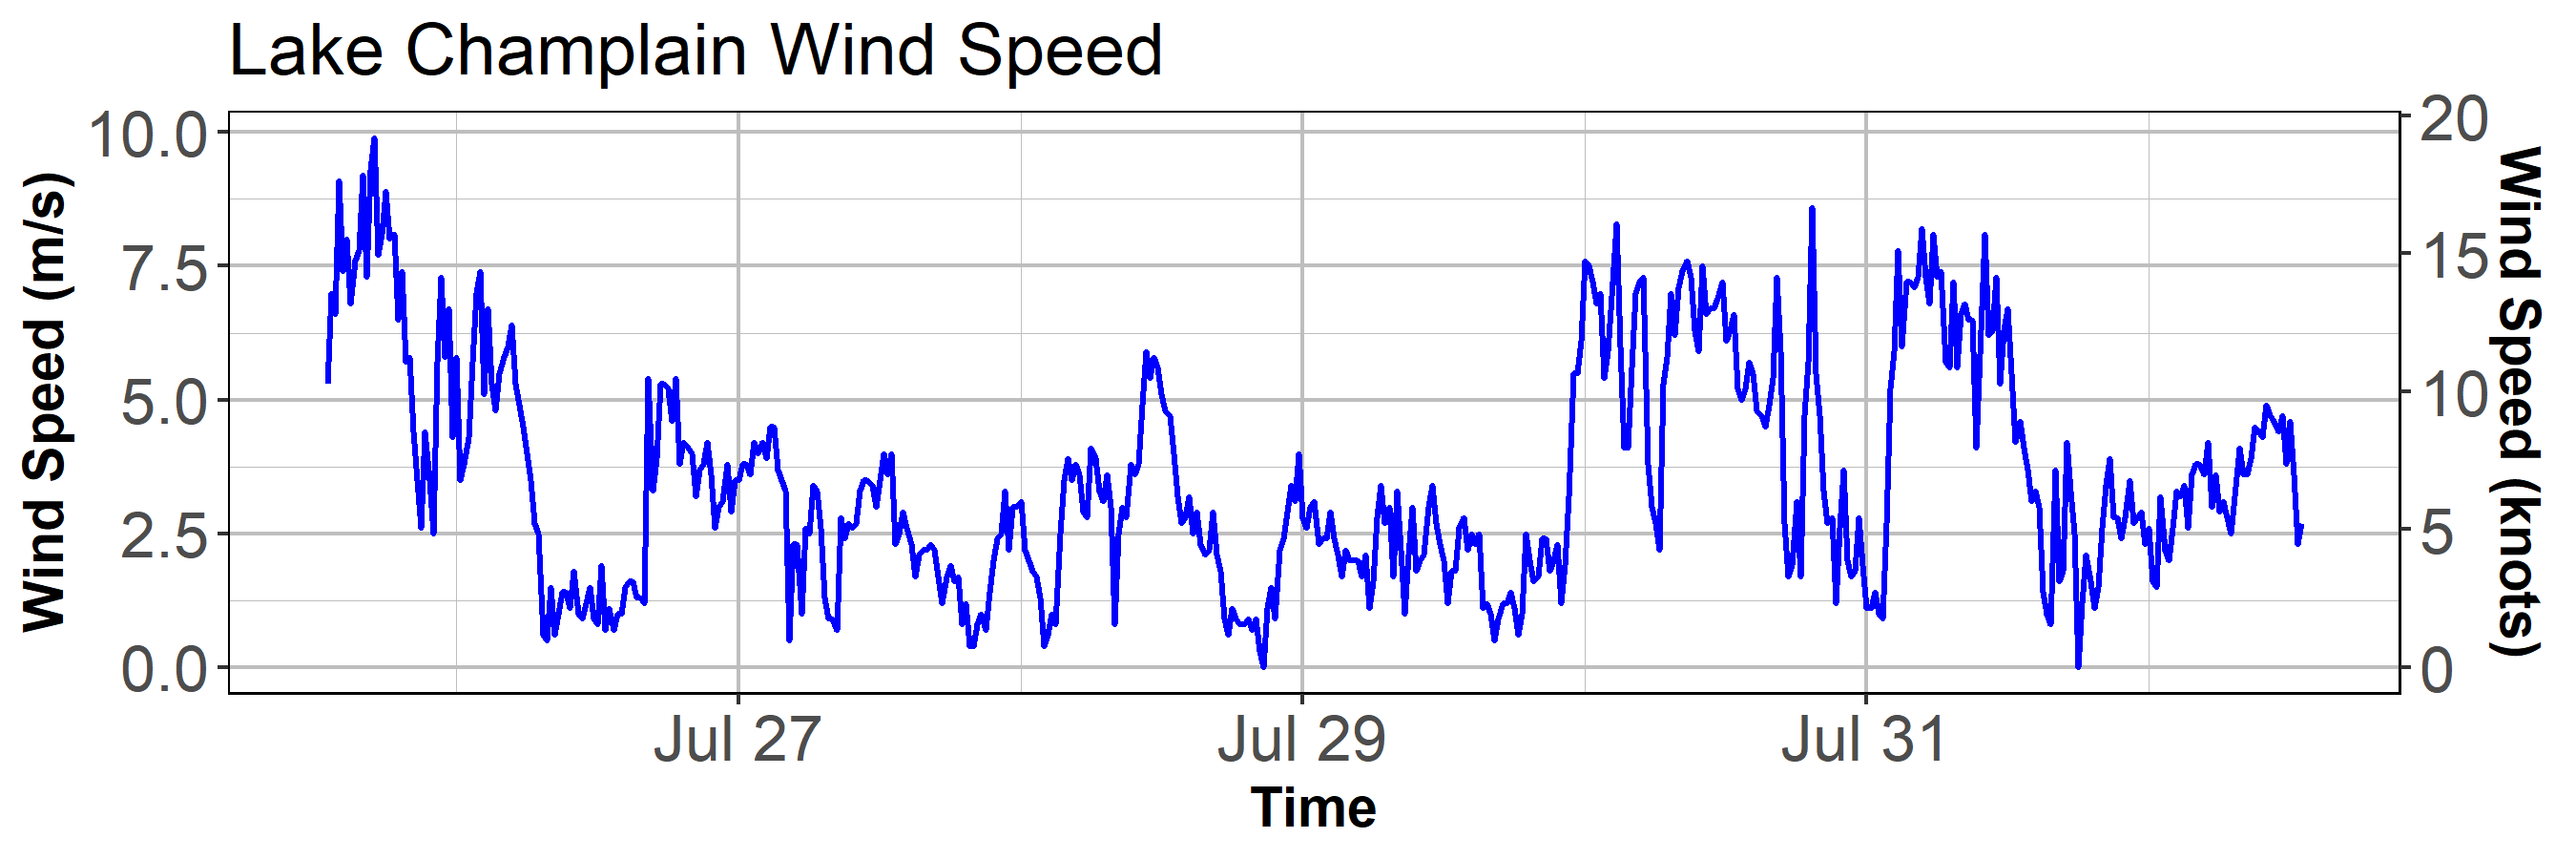 Lake Champlain Wind Speed
Wind Speed (m/s)
10.0
7.5
5.0
2.5
0.0
20
15
10
5
0
Wind Speed (knots)
Jul 27
Jul 29
Jul 31
Time